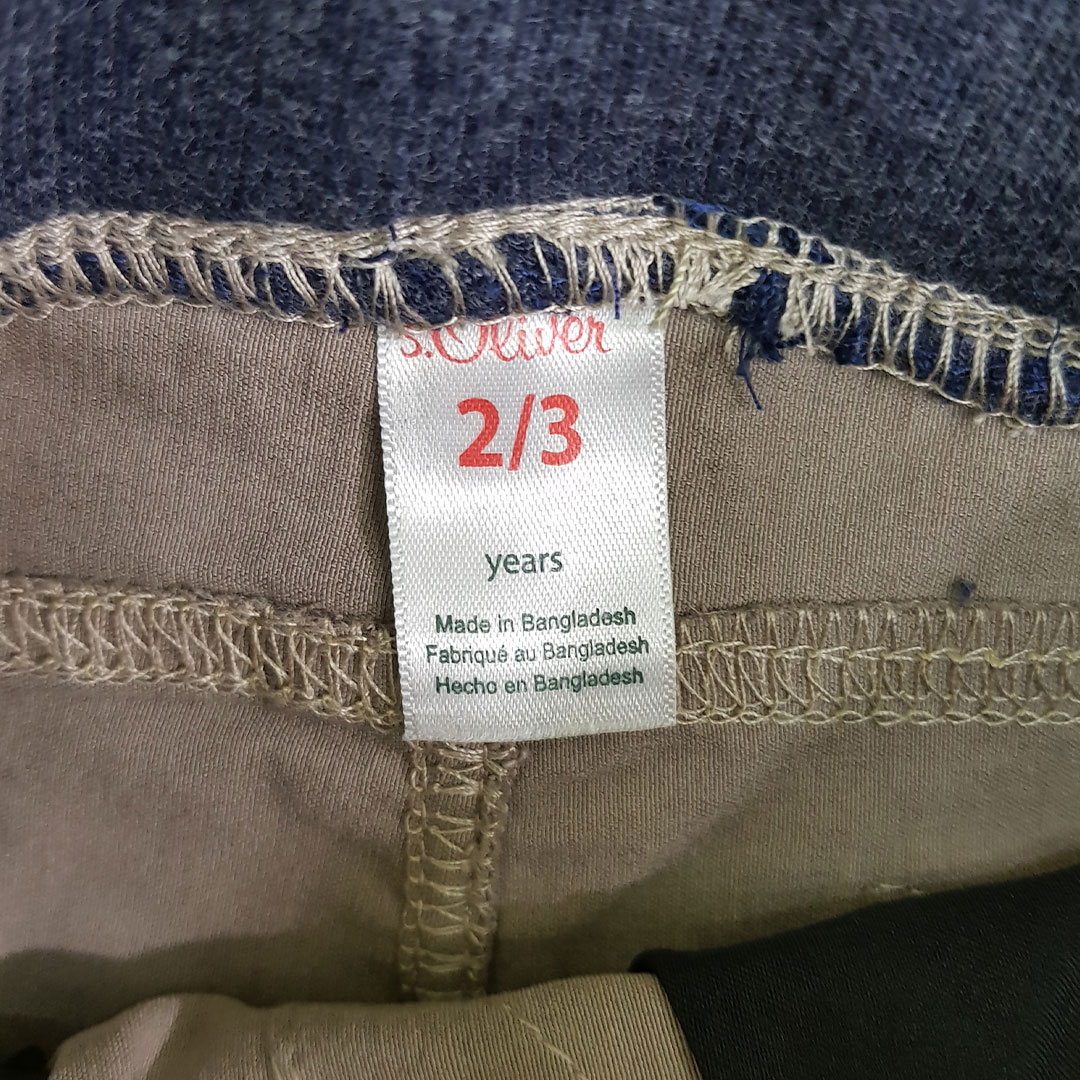 s.Oliver
2/3
years
Made in Bangladesh
Fabriqué au Bangladesh
Hecho en Bangladesh